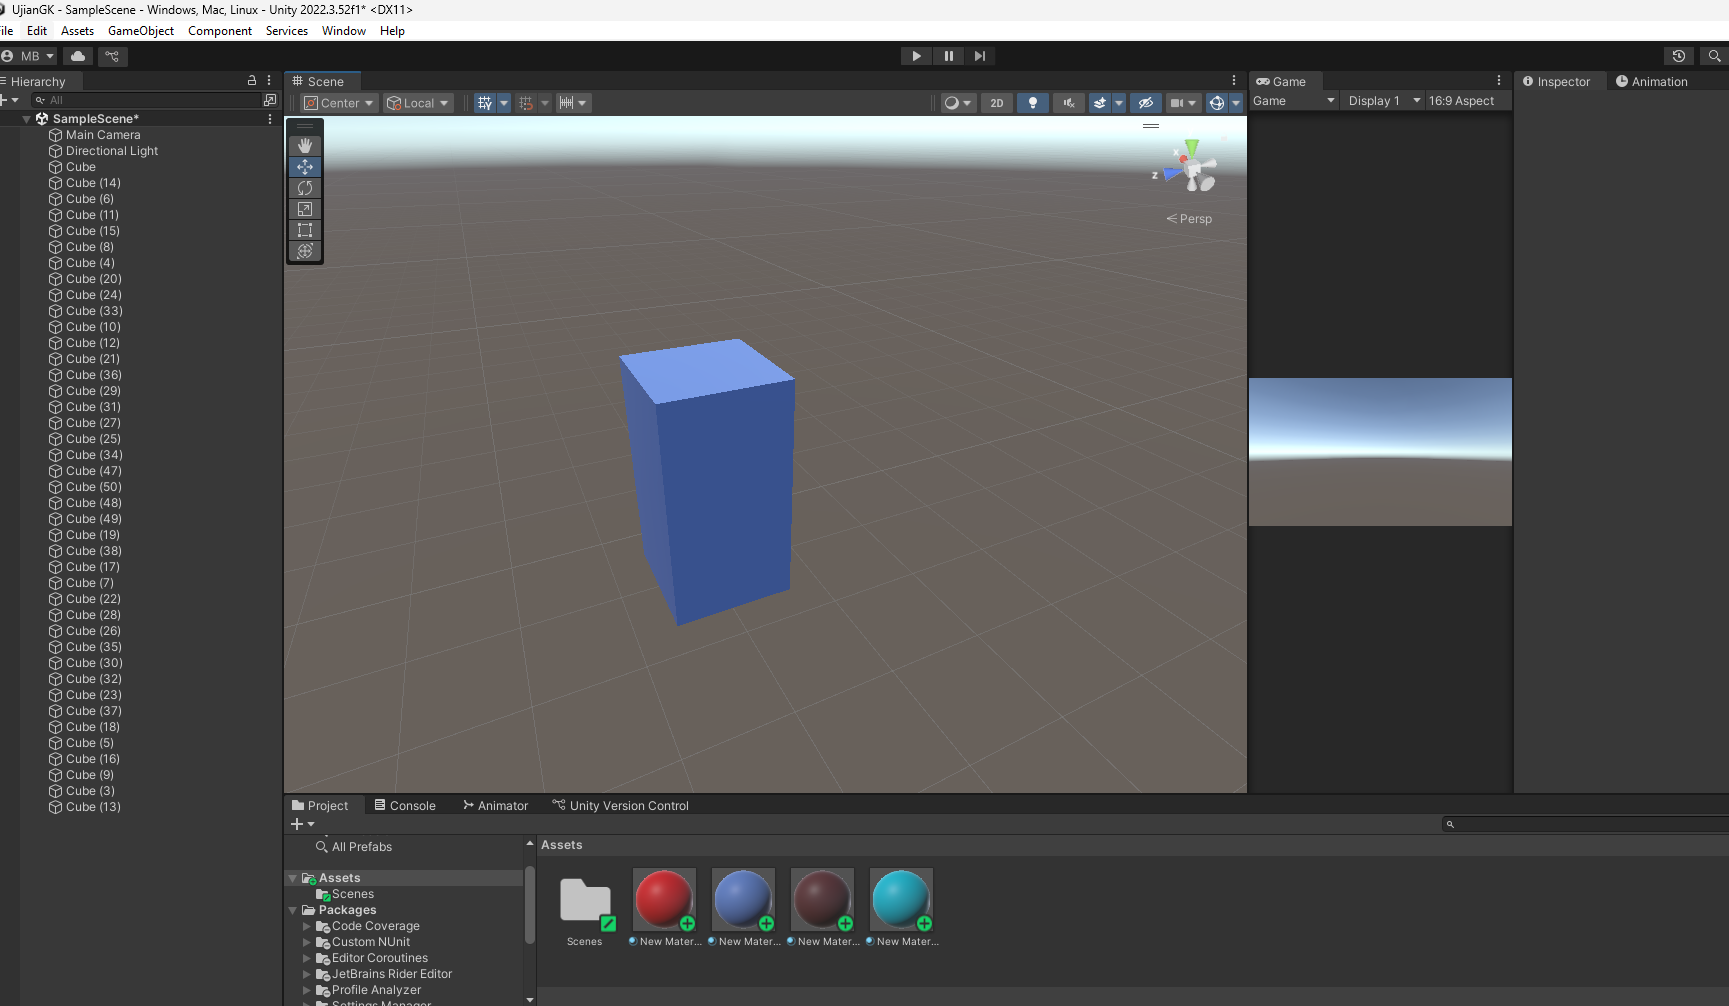 UjianGK - SampleScene - Windows, Mac, Linux - Unity 2022.3.52f1* <DX11>
ile Edit Assets GameObject Component Services Window Help
MB
Hierarchy
All
SampleScene*
Main Camera
Directional Light
Cube
Cube (14)
Cube (6)
Cube (11)
Cube (15)
Cube (8)
Cube (4)
Cube (20)
Cube (24)
Cube (33)
Cube (10)
Cube (12)
Cube (21)
Cube (36)
Cube (29)
Cube (31)
Cube (27)
Cube (25)
Cube (34)
Cube (47)
Cube (50)
Cube (48)
Cube (49)
Cube (19)
Cube (38)
Cube (17)
Cube (7)
Cube (22)
Cube (28)
Cube (26)
Cube (35)
Cube (30)
Cube (32)
Cube (23)
Cube (37)
Cube (18)
Cube (5)
Cube (16)
Cube (9)
Cube (3)
Cube (13)
Scene
Center Local 2D
x
z
Persp
Game
Game Display 1 16:9 Aspect
Inspector Animation
Project Console Animator Unity Version Control
All Prefabs
Assets
Scenes
Packages
Code Coverage
Custom NUnit
Editor Coroutines
JetBrains Rider Editor
Profile Analyzer
Settings Manager
Assets
Scenes New Mater... New Mater... New Mater... New Mater...